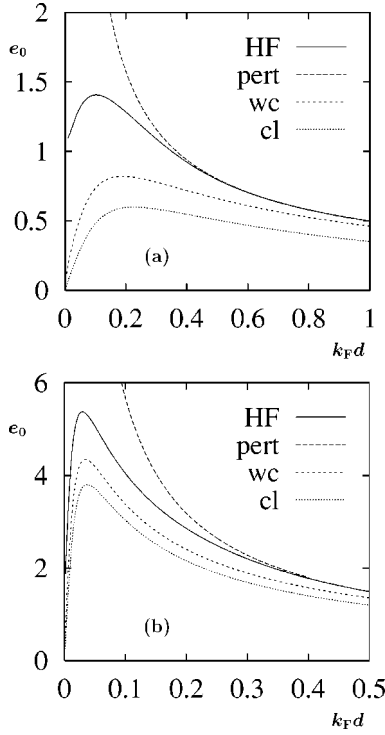 2
1.5
1
0.5
0
e₀
HF
pert
wc
cl
(a)
0 0.2 0.4 0.6 0.8 1
k_F d
6
4
2
0
e₀
HF
pert
wc
cl
(b)
0 0.1 0.2 0.3 0.4 0.5
k_F d